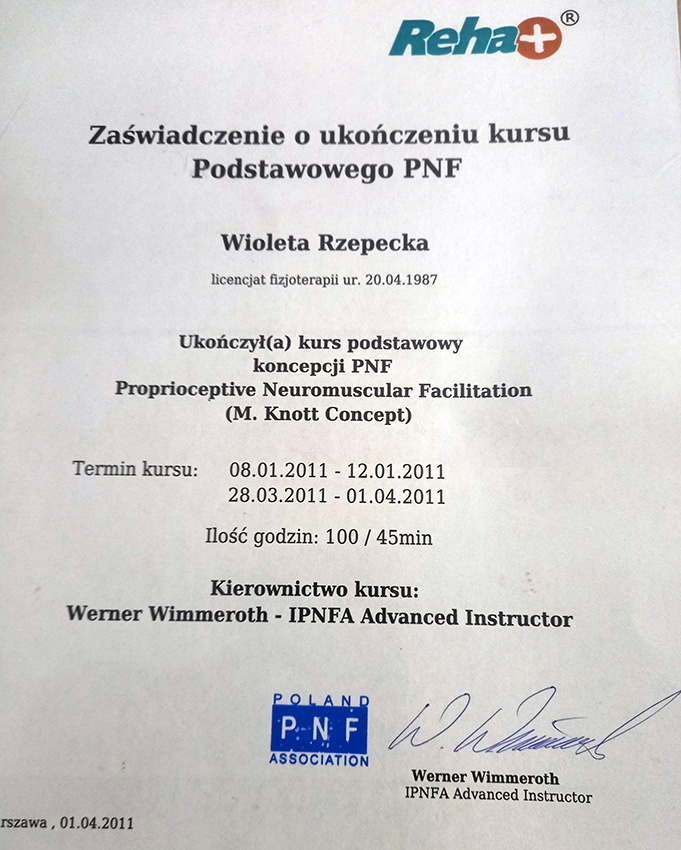 Reha+®
Zaświadczenie o ukończeniu kursu
Podstawowego PNF
Wioleta Rzepecka
licencjat fizjoterapii ur. 20.04.1987
Ukończył(a) kurs podstawowy
koncepcji PNF
Proprioceptive Neuromuscular Facilitation
(M. Knott Concept)
Termin kursu: 08.01.2011 - 12.01.2011
28.03.2011 - 01.04.2011
Ilość godzin: 100 / 45min
Kierownictwo kursu:
Werner Wimmeroth - IPNFA Advanced Instructor
POLAND
PNF
ASSOCIATION
Werner Wimmeroth
IPNFA Advanced Instructor
rszawa , 01.04.2011